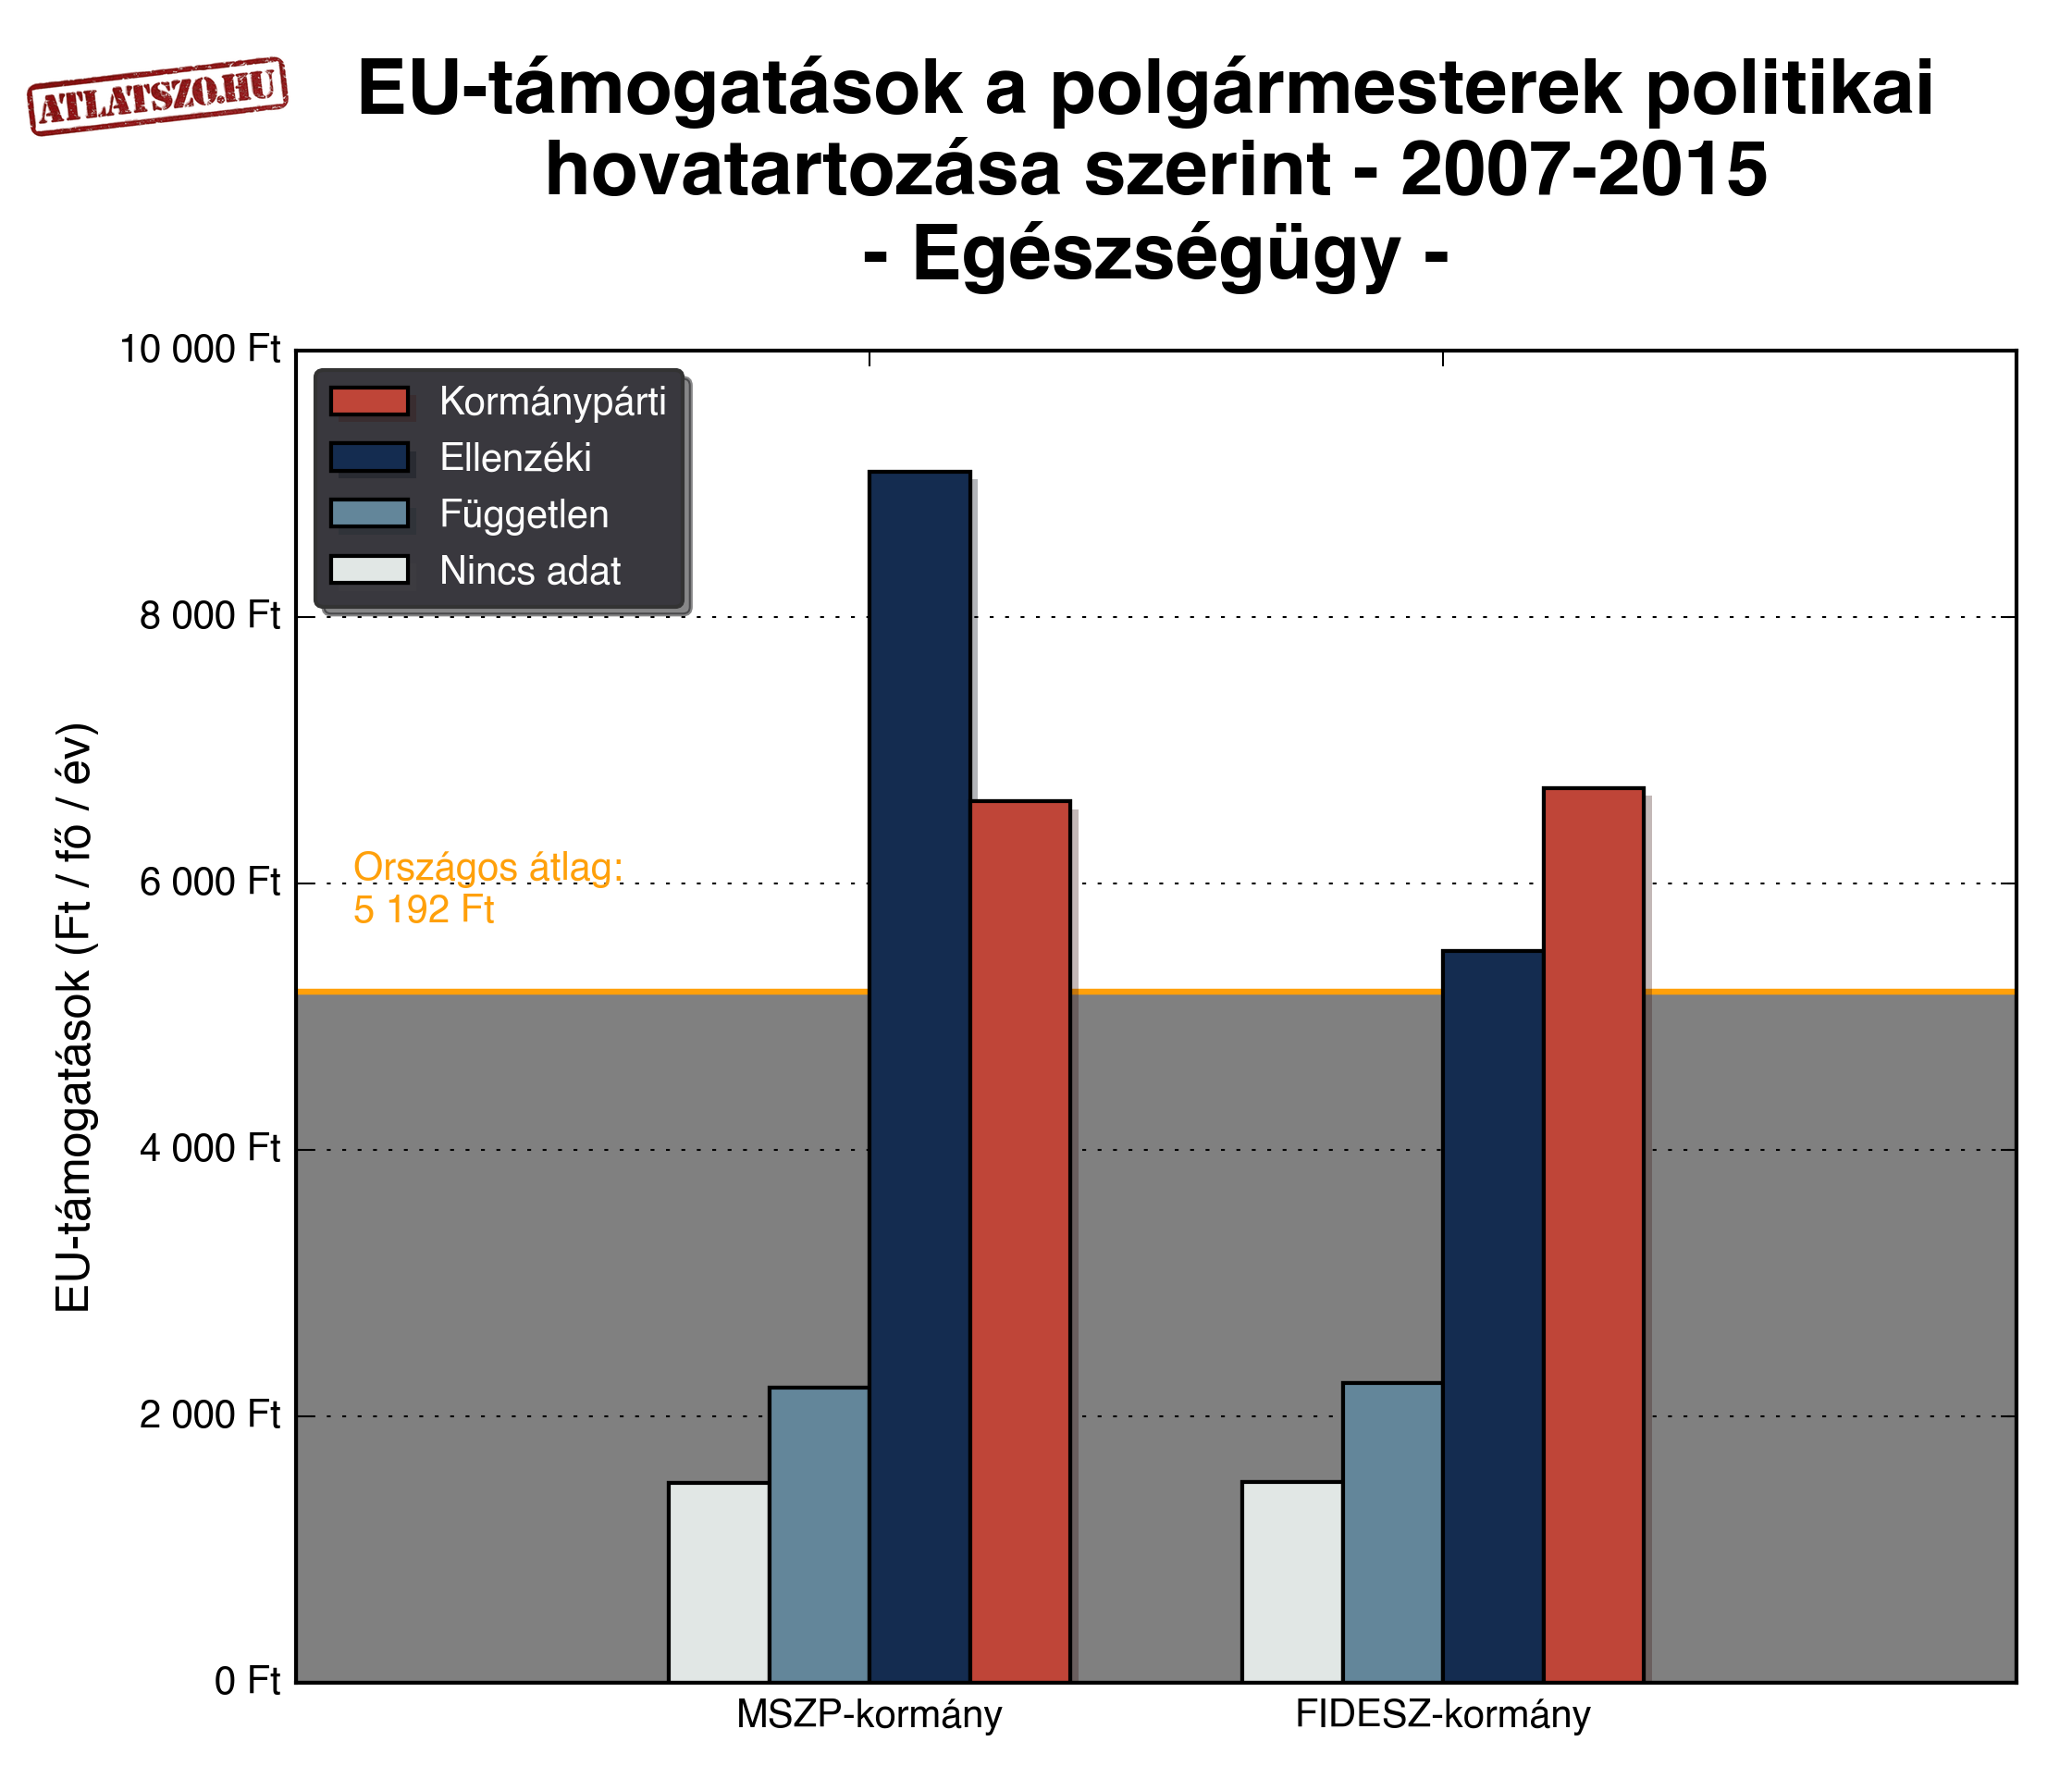 ATLATSZO.HU
EU-támogatások a polgármesterek politikai
hovatartozása szerint - 2007-2015
- Egészségügy -
10 000 Ft
8 000 Ft
6 000 Ft
4 000 Ft
2 000 Ft
0 Ft
EU-támogatások (Ft / fő / év)
Kormánypárti
Ellenzéki
Független
Nincs adat
Országos átlag:
5 192 Ft
MSZP-kormány
FIDESZ-kormány